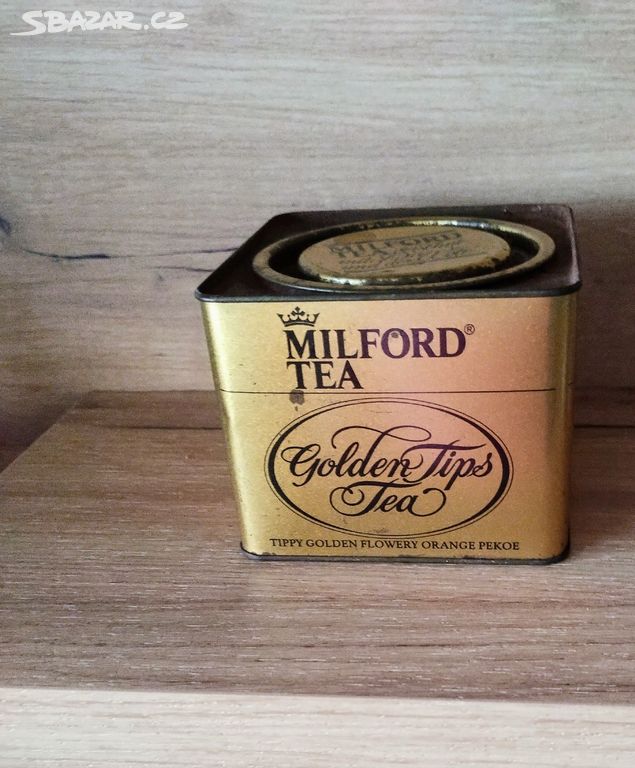 SBAZAR.CZ
MILFORD
MILFORD®
TEA
Golden Tips
Tea
TIPPY GOLDEN FLOWERY ORANGE PEKOE